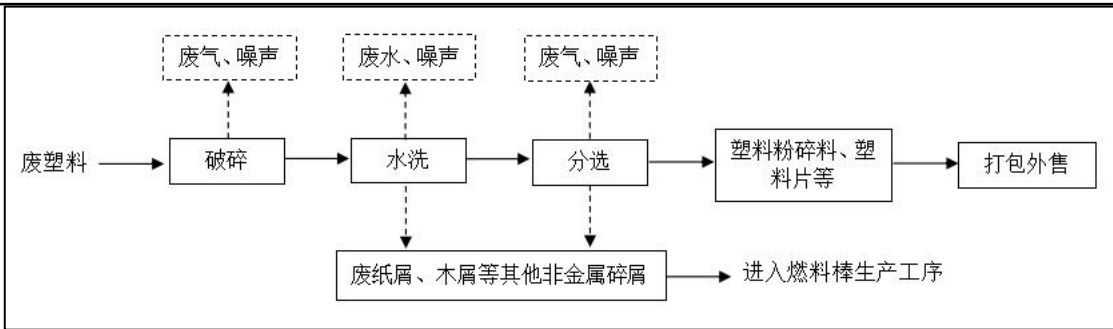 废气、噪声
废水、噪声
废气、噪声
废塑料
破碎
水洗
分选
塑料粉碎料、塑
料片等
打包外售
废纸屑、木屑等其他非金属碎屑
进入燃料棒生产工序